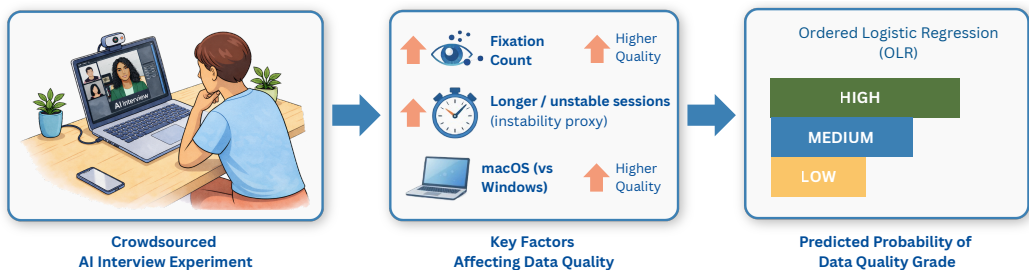 AI Interview
Crowdsourced
AI Interview Experiment
Fixation
Count
Higher
Quality
Longer / unstable sessions
(instability proxy)
macOS (vs
Windows)
Higher
Quality
Key Factors
Affecting Data Quality
Ordered Logistic Regression
(OLR)
HIGH
MEDIUM
LOW
Predicted Probability of
Data Quality Grade